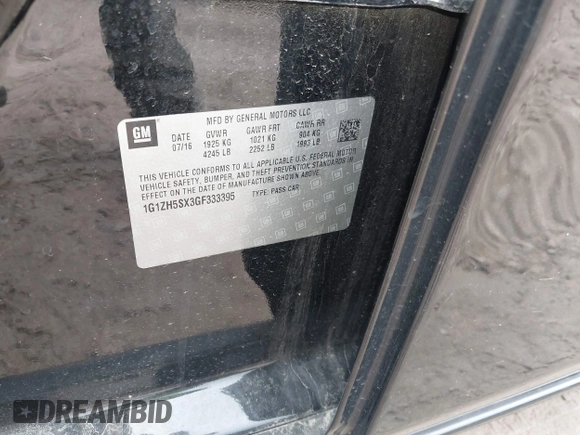 MFD BY GENERAL MOTORS LLC
GM
DATE GVWR GAWR FRT GAWR RR
07/16 1925 KG 1021 KG 904 KG
4245 LB 2252 LB 1993 LB
THIS VEHICLE CONFORMS TO ALL APPLICABLE U.S. FEDERAL MOTOR
VEHICLE SAFETY, BUMPER, AND THEFT PREVENTION STANDARDS IN
EFFECT ON THE DATE OF MANUFACTURE SHOWN ABOVE.
1G1ZH5SX3GF333395 TYPE: PASS CAR
DREAMBID